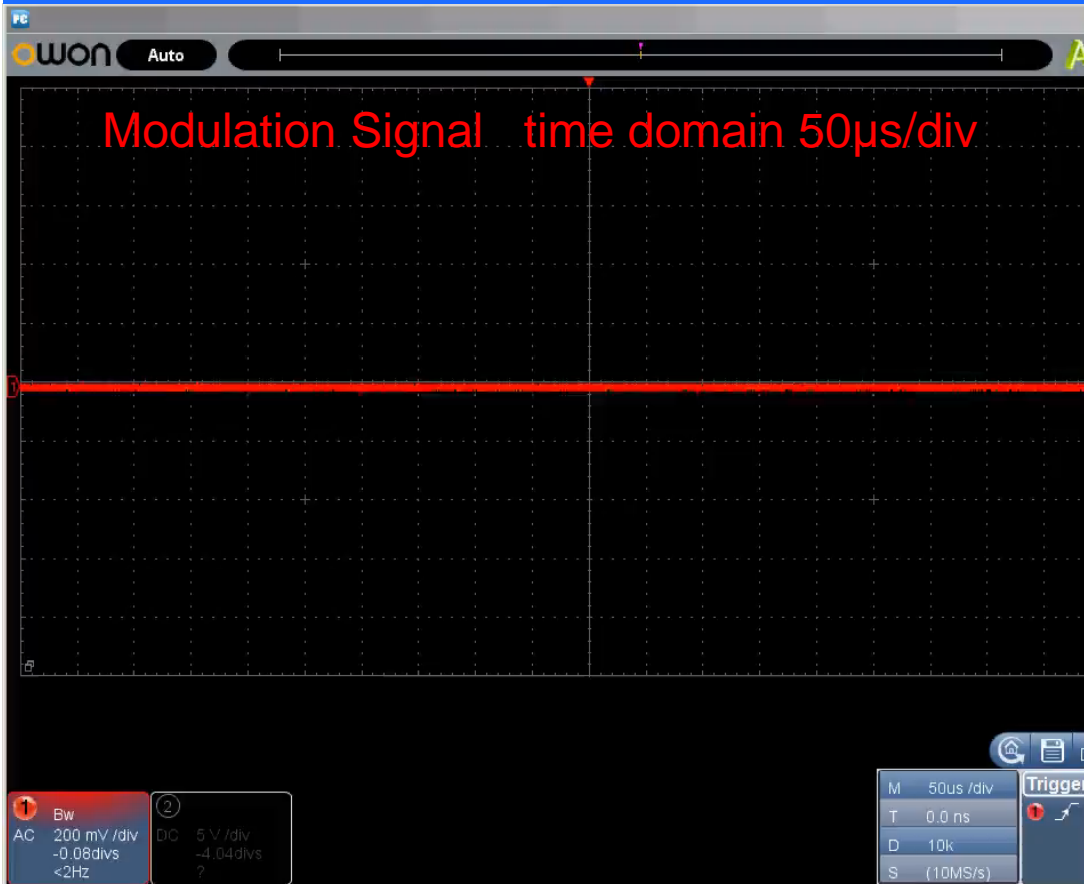 PC
owon Auto
Modulation Signal time domain 50µs/div
1
1 Bw
AC 200 mV /div
-0.08divs
<2Hz
2
DC 5 V /div
-4.04divs
?
M 50us /div
T 0.0 ns
D 10k
S (10MS/s)
Trigger
1